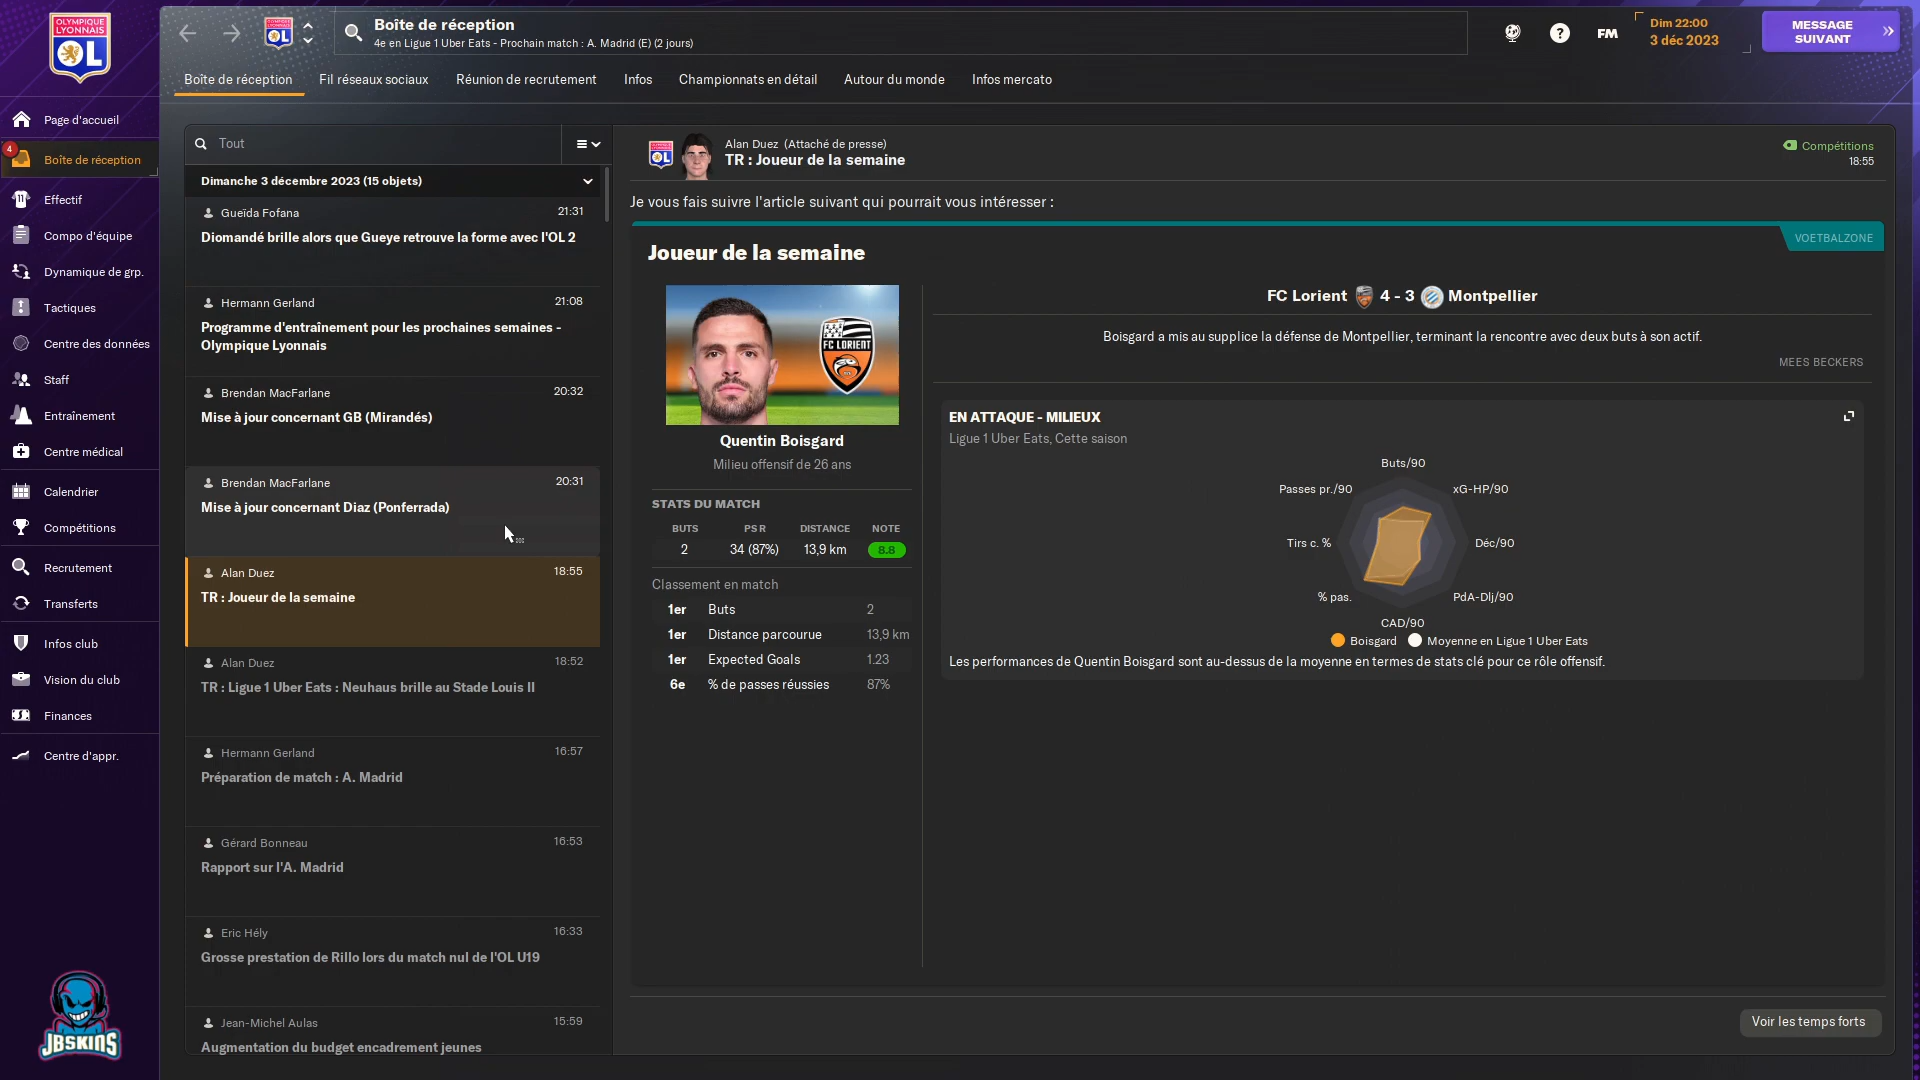 OLYMPIQUE
LYONNAIS
OL
Boîte de réception
4e en Ligue 1 Uber Eats - Prochain match : A. Madrid (E) (2 jours)
FM
Dim 22:00
3 déc 2023
MESSAGE
SUIVANT
Boîte de réception
Fil réseaux sociaux
Réunion de recrutement
Infos
Championnats en détail
Autour du monde
Infos mercato
Page d'accueil
4
Boîte de réception
Effectif
Compo d'équipe
Dynamique de grp.
Tactiques
Centre des données
Staff
Entraînement
Centre médical
Calendrier
Compétitions
Recrutement
Transferts
Infos club
Vision du club
Finances
Centre d'appr.
JBSKINS
Tout
Dimanche 3 décembre 2023 (15 objets)
Gueïda Fofana 21:31
Diomandé brille alors que Gueye retrouve la forme avec l'OL 2
Hermann Gerland 21:08
Programme d'entraînement pour les prochaines semaines -
Olympique Lyonnais
Brendan MacFarlane 20:32
Mise à jour concernant GB (Mirandés)
Brendan MacFarlane 20:31
Mise à jour concernant Diaz (Ponferrada)
Alan Duez 18:55
TR : Joueur de la semaine
Alan Duez 18:52
TR : Ligue 1 Uber Eats : Neuhaus brille au Stade Louis II
Hermann Gerland 16:57
Préparation de match : A. Madrid
Gérard Bonneau 16:53
Rapport sur l'A. Madrid
Eric Hély 16:33
Grosse prestation de Rillo lors du match nul de l'OL U19
Jean-Michel Aulas 15:59
Augmentation du budget encadrement jeunes
Alan Duez (Attaché de presse)
TR : Joueur de la semaine
Compétitions
18:55
Je vous fais suivre l'article suivant qui pourrait vous intéresser :
VOETBALZONE
Joueur de la semaine
FC LORIENT
Quentin Boisgard
Milieu offensif de 26 ans
STATS DU MATCH
BUTS PS R DISTANCE NOTE
2 34 (87%) 13,9 km 8.8
Classement en match
1er Buts 2
1er Distance parcourue 13,9 km
1er Expected Goals 1.23
6e % de passes réussies 87%
FC Lorient 4 - 3 Montpellier
Boisgard a mis au supplice la défense de Montpellier, terminant la rencontre avec deux buts à son actif.
MEES BECKERS
EN ATTAQUE - MILIEUX
Ligue 1 Uber Eats, Cette saison
Buts/90
Passes pr./90
xG-HP/90
Tirs c. %
Déc/90
% pas.
PdA-Dlj/90
CAD/90
Boisgard
Moyenne en Ligue 1 Uber Eats
Les performances de Quentin Boisgard sont au-dessus de la moyenne en termes de stats clé pour ce rôle offensif.
Voir les temps forts